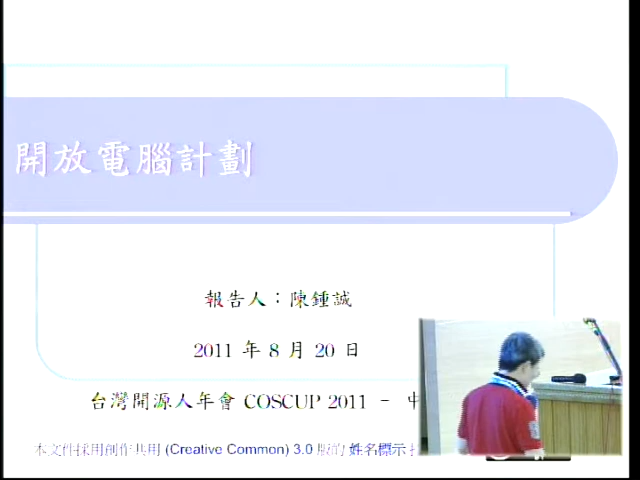 開放電腦計劃
報告人：陳鍾誠
2011 年 8 月 20 日
台灣開源人年會 COSCUP 2011 － 中
本文件採用創作共用 (Creative Common) 3.0 版的 姓名標示